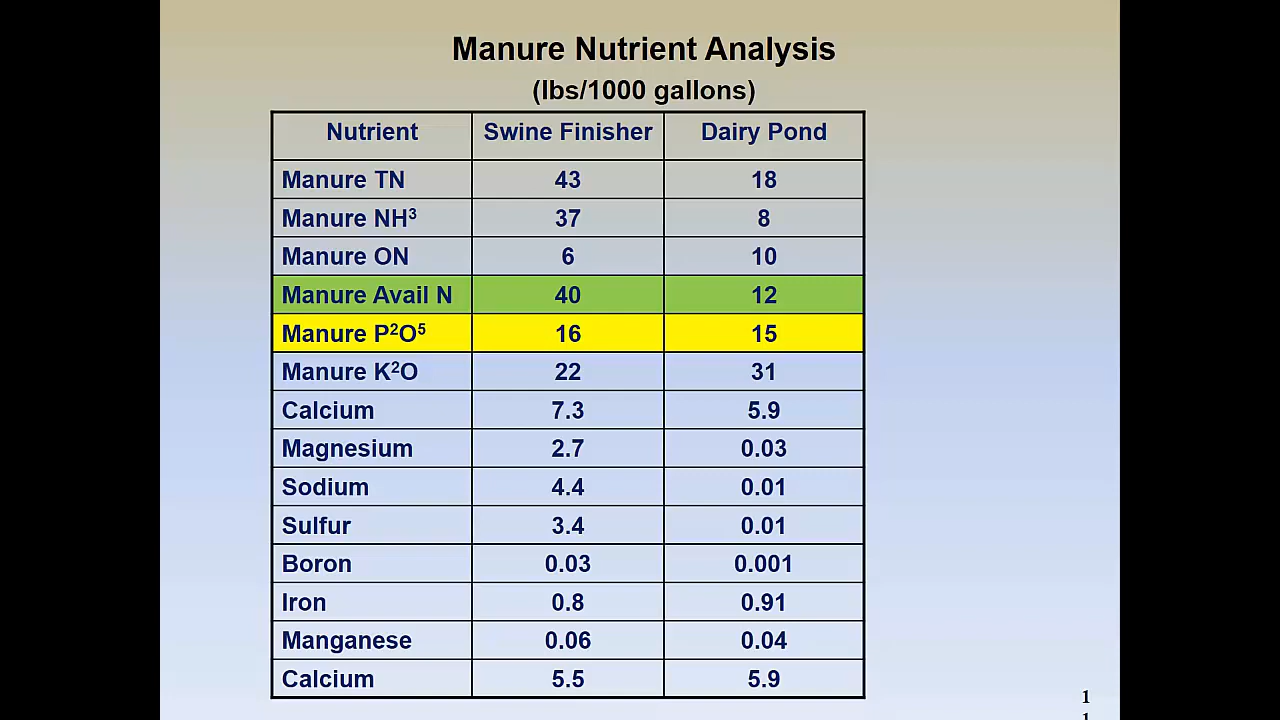 Manure Nutrient Analysis
(lbs/1000 gallons)
Nutrient Swine Finisher Dairy Pond
Manure TN 43 18
Manure NH³ 37 8
Manure ON 6 10
Manure Avail N 40 12
Manure P²O⁵ 16 15
Manure K²O 22 31
Calcium 7.3 5.9
Magnesium 2.7 0.03
Sodium 4.4 0.01
Sulfur 3.4 0.01
Boron 0.03 0.001
Iron 0.8 0.91
Manganese 0.06 0.04
Calcium 5.5 5.9
1
1